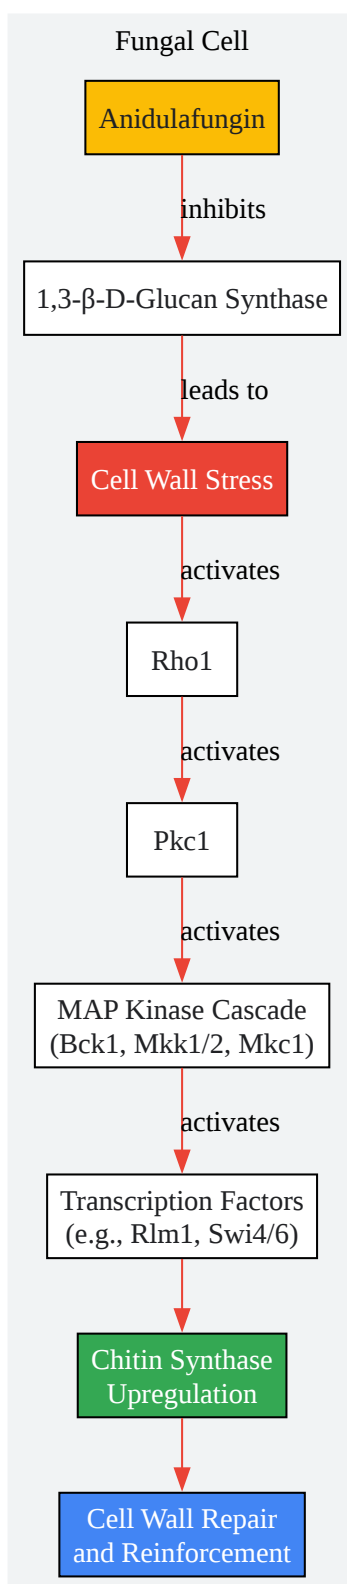 Fungal Cell
Anidulafungin
inhibits
1,3-β-D-Glucan Synthase
leads to
Cell Wall Stress
activates
Rho1
activates
Pkc1
activates
MAP Kinase Cascade
(Bck1, Mkk1/2, Mkc1)
activates
Transcription Factors
(e.g., Rlm1, Swi4/6)
Chitin Synthase
Upregulation
Cell Wall Repair
and Reinforcement